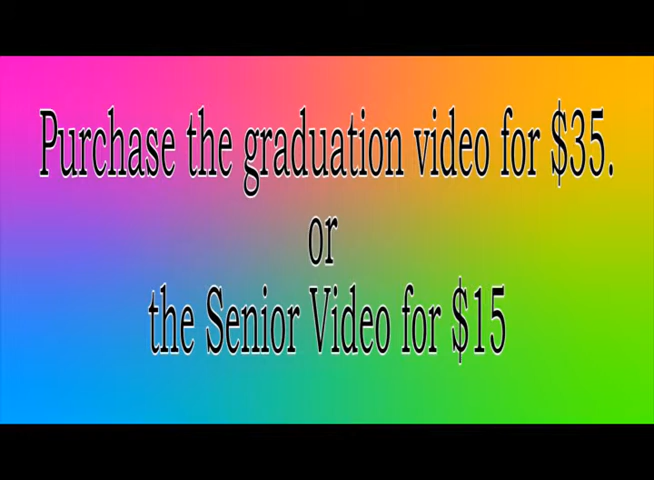 Purchase the graduation video for $35.
or
the Senior Video for $15